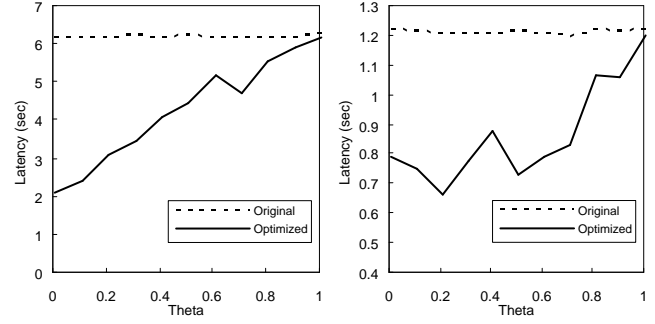 7
6
5
4
3
2
1
0
Latency (sec)
Original
Optimized
0 0.2 0.4 0.6 0.8 1
Theta
1.3
1.2
1.1
1
0.9
0.8
0.7
0.6
0.5
0.4
Latency (sec)
Original
Optimized
0 0.2 0.4 0.6 0.8 1
Theta